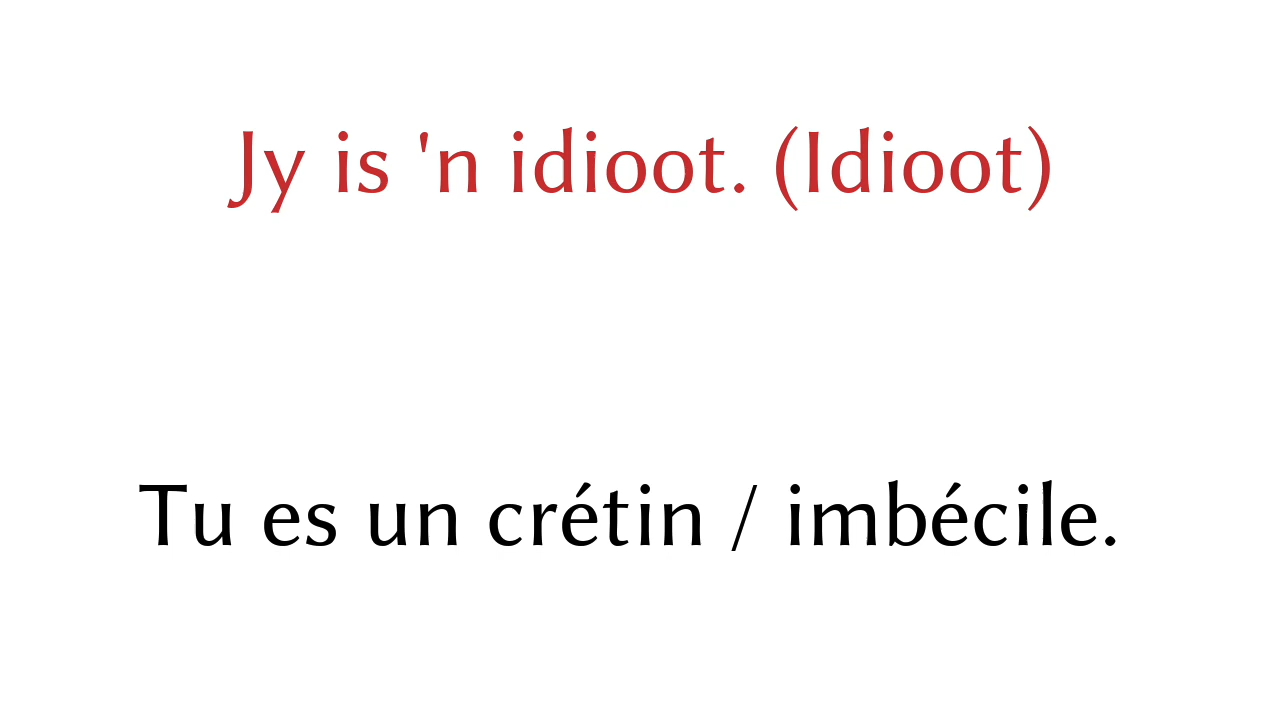 Jy is 'n idioot. (Idioot)
Tu es un crétin / imbécile.